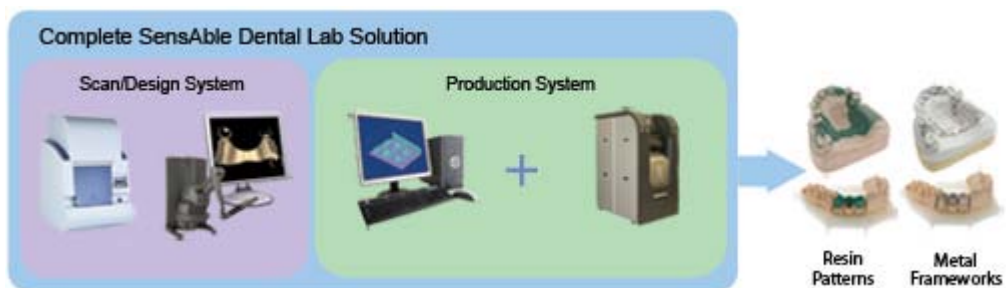 Complete SensAble Dental Lab Solution
Scan/Design System
Production System
Resin
Patterns
Metal
Frameworks